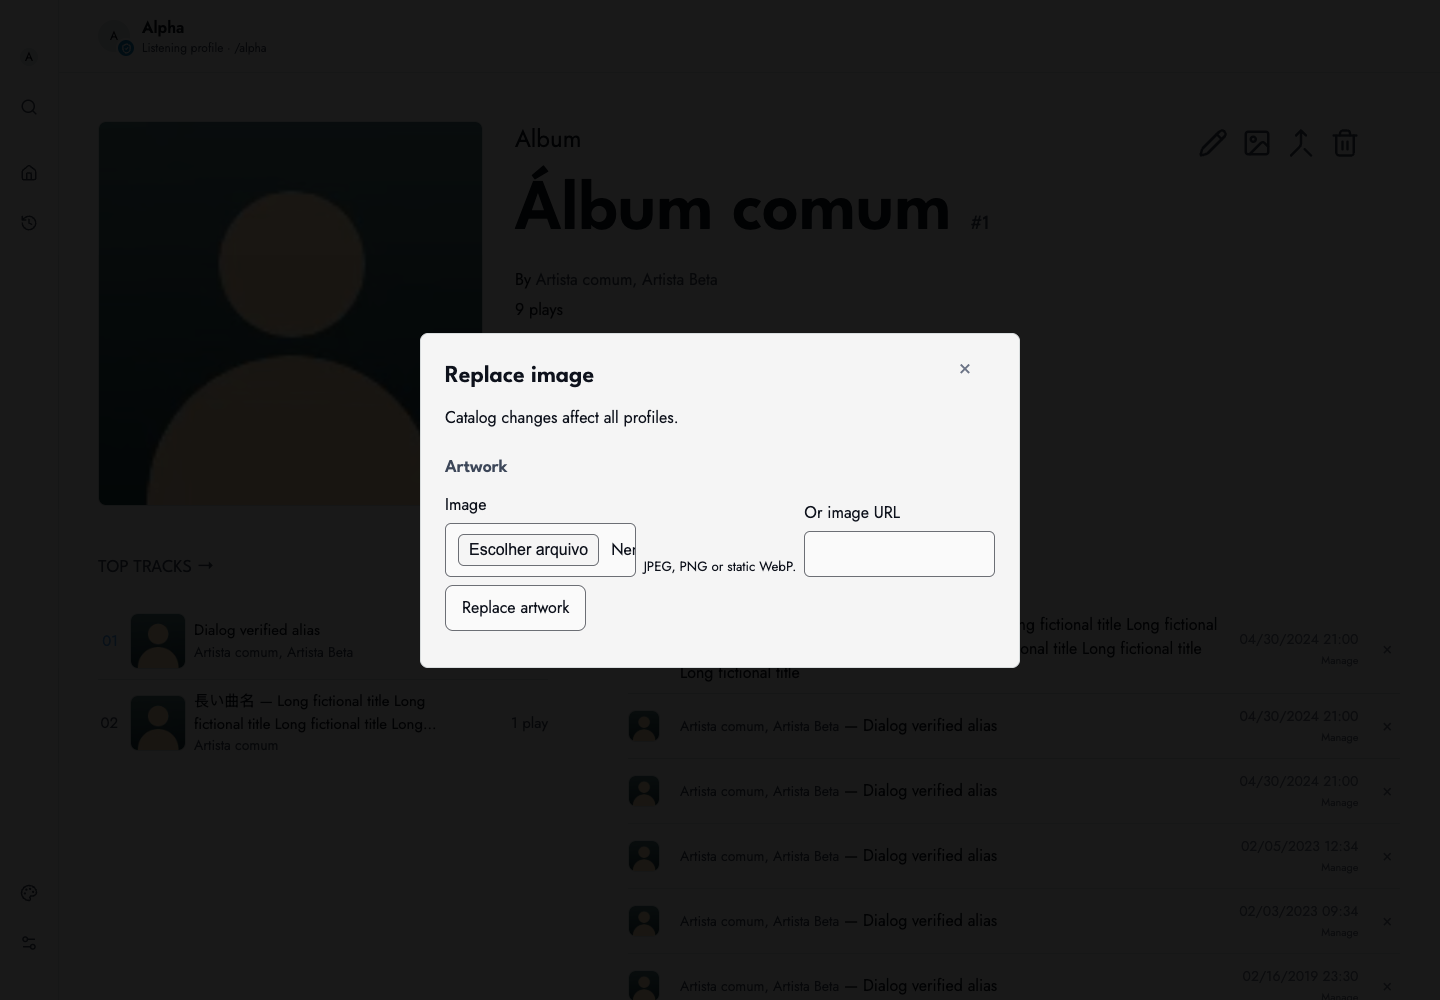 Alpha
A
Listening profile · /alpha
A
Album
Álbum comum #1
By Artista comum, Artista Beta
9 plays
Replace image
×
Catalog changes affect all profiles.
Artwork
Image
Or image URL
Escolher arquivo
JPEG, PNG or static WebP.
Replace artwork
TOP TRACKS →
01
Dialog verified alias
Artista comum, Artista Beta
02
長い曲名 — Long fictional title Long
fictional title Long fictional title Long...
Artista comum
1 play
fictional title Long fictional
title Long fictional title
Long fictional title
04/30/2024 21:00
Manage
×
Artista comum, Artista Beta — Dialog verified alias
04/30/2024 21:00
Manage
×
Artista comum, Artista Beta — Dialog verified alias
04/30/2024 21:00
Manage
×
Artista comum, Artista Beta — Dialog verified alias
02/05/2023 12:34
Manage
×
Artista comum, Artista Beta — Dialog verified alias
02/03/2023 09:34
Manage
×
Artista comum, Artista Beta — Dialog verified alias
02/16/2019 23:30
Manage
×